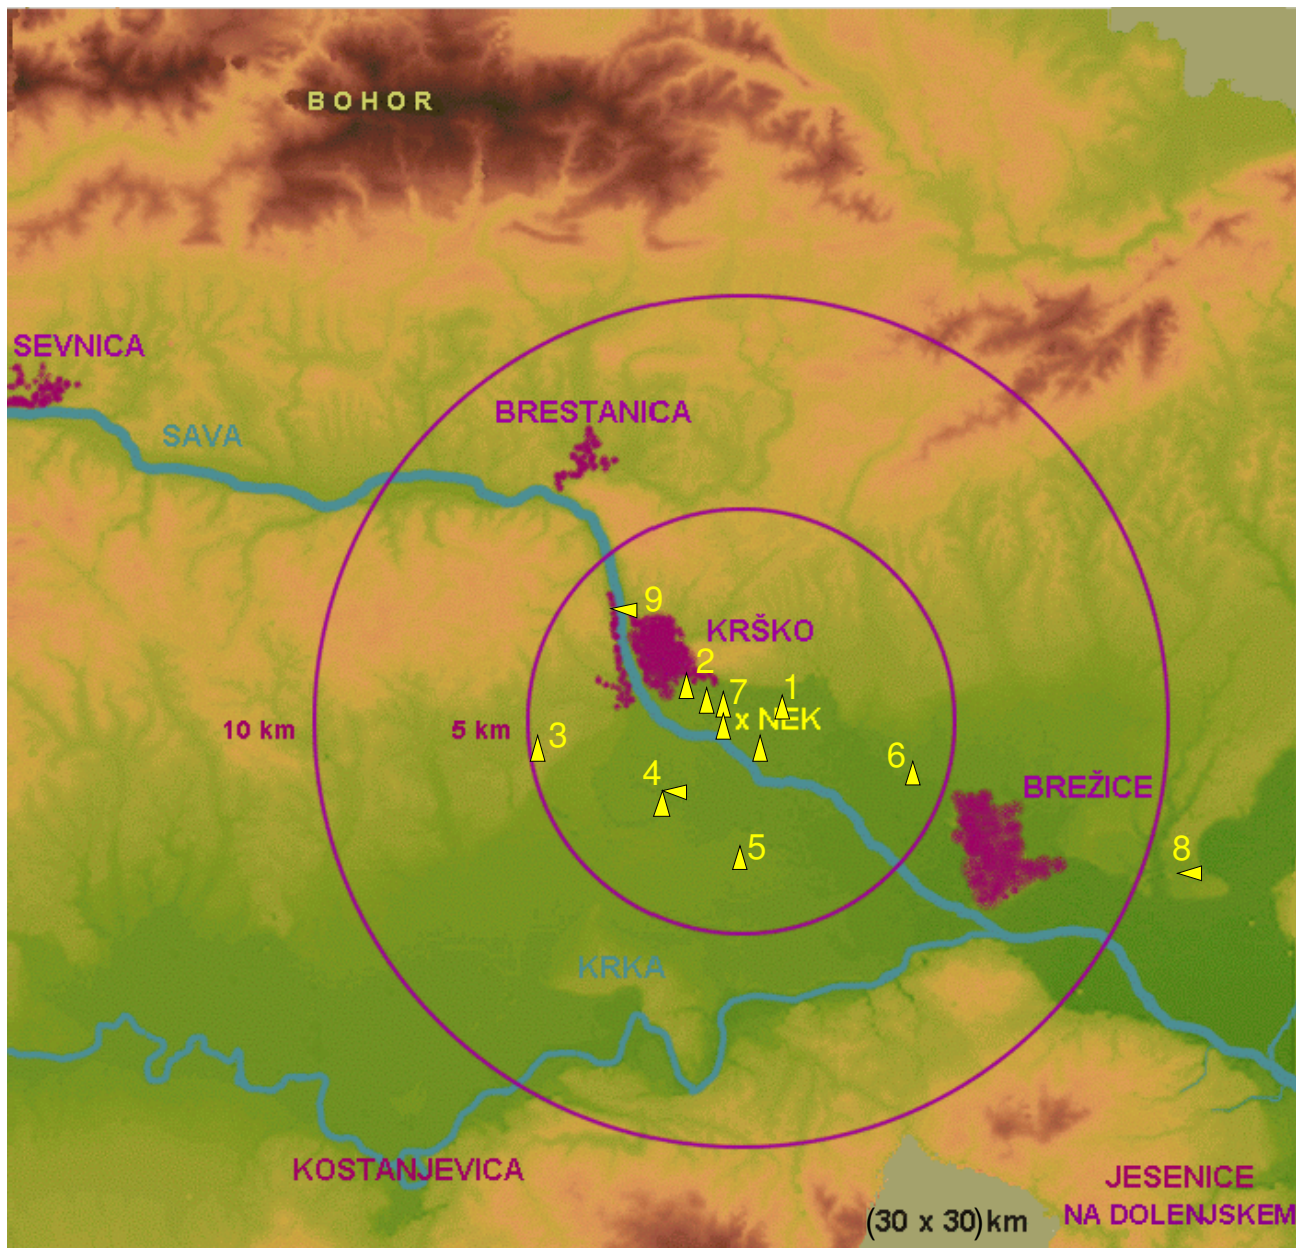 BOHOR
SEVNICA
BRESTANICA
SAVA
9
KRŠKO
2
7
1
10 km
5 km
3
x NEK
6
4
BREŽICE
5
8
KRKA
KOSTANJEVICA
JESENICE
NA DOLENJSKEM
(30 x 30) km